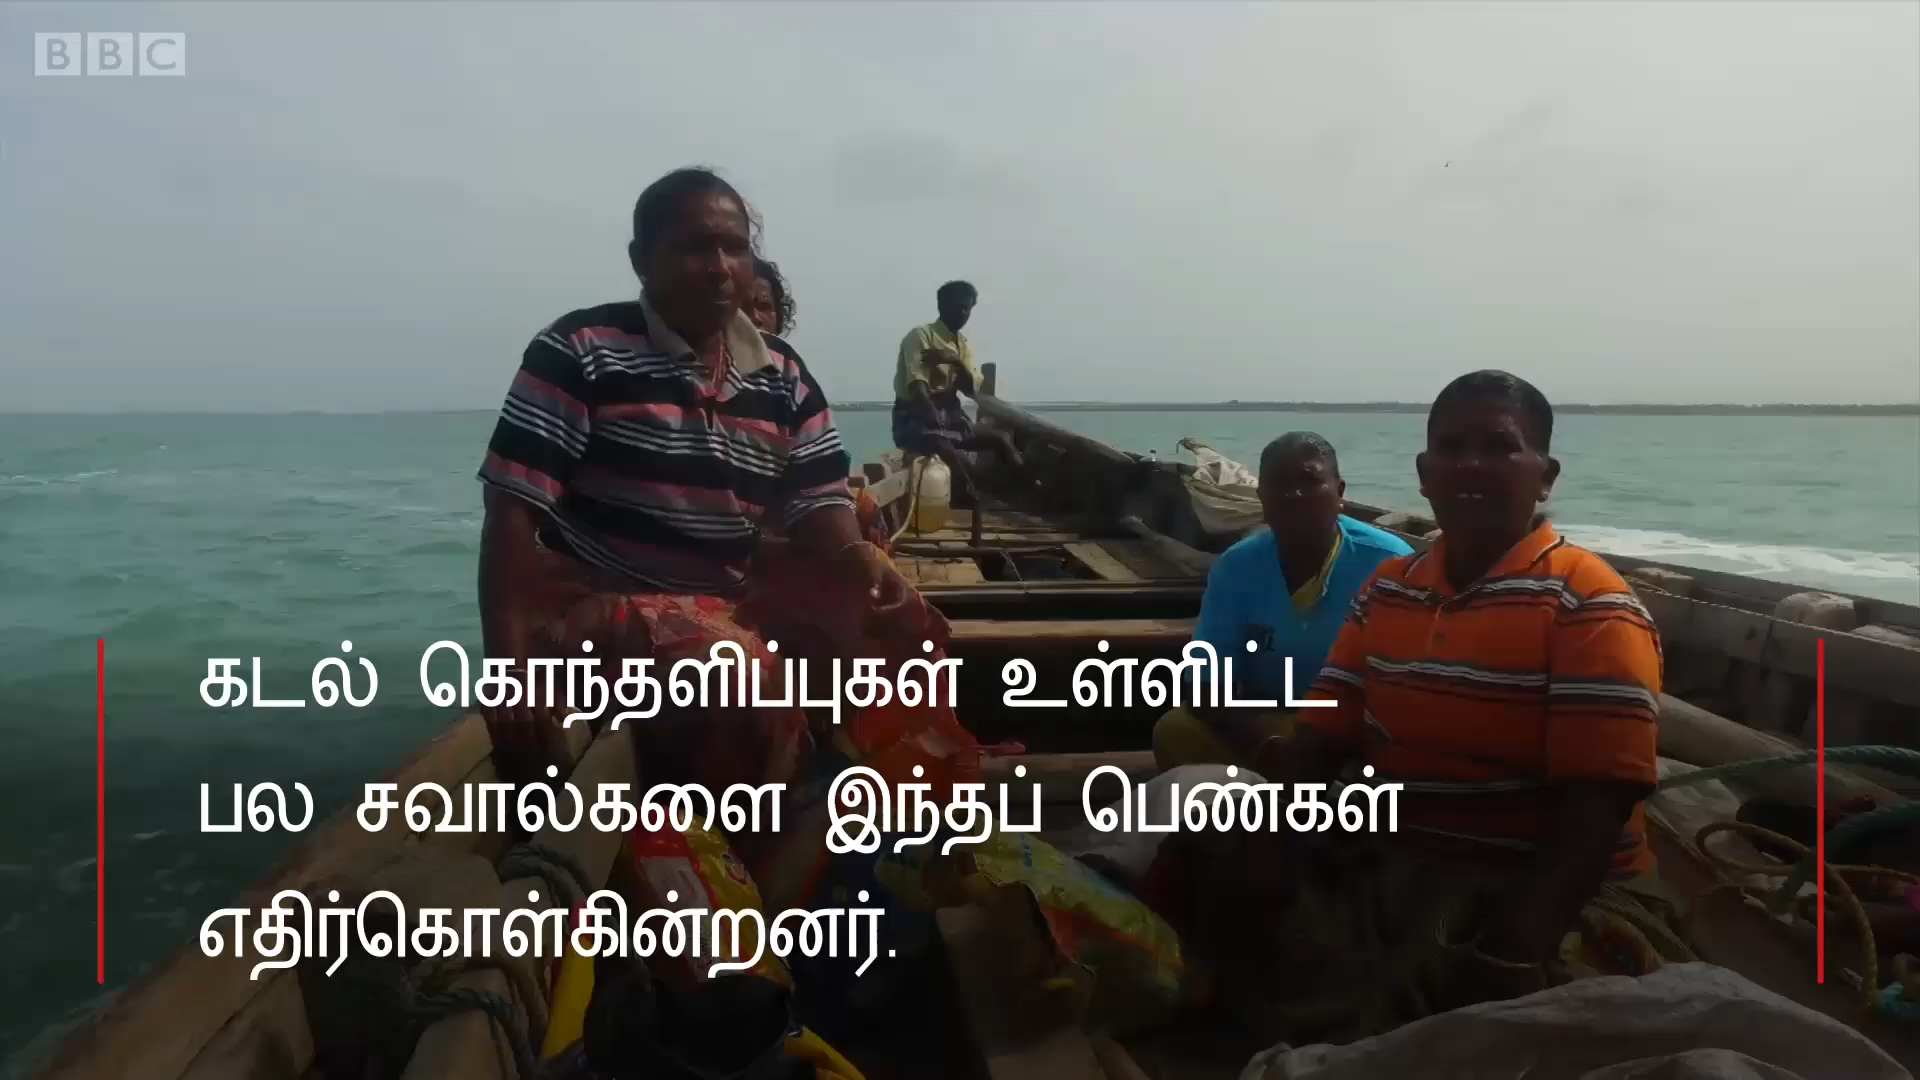 BBC
கடல் கொந்தளிப்புகள் உள்ளிட்ட
பல சவால்களை இந்தப் பெண்கள்
எதிர்கொள்கின்றனர்.